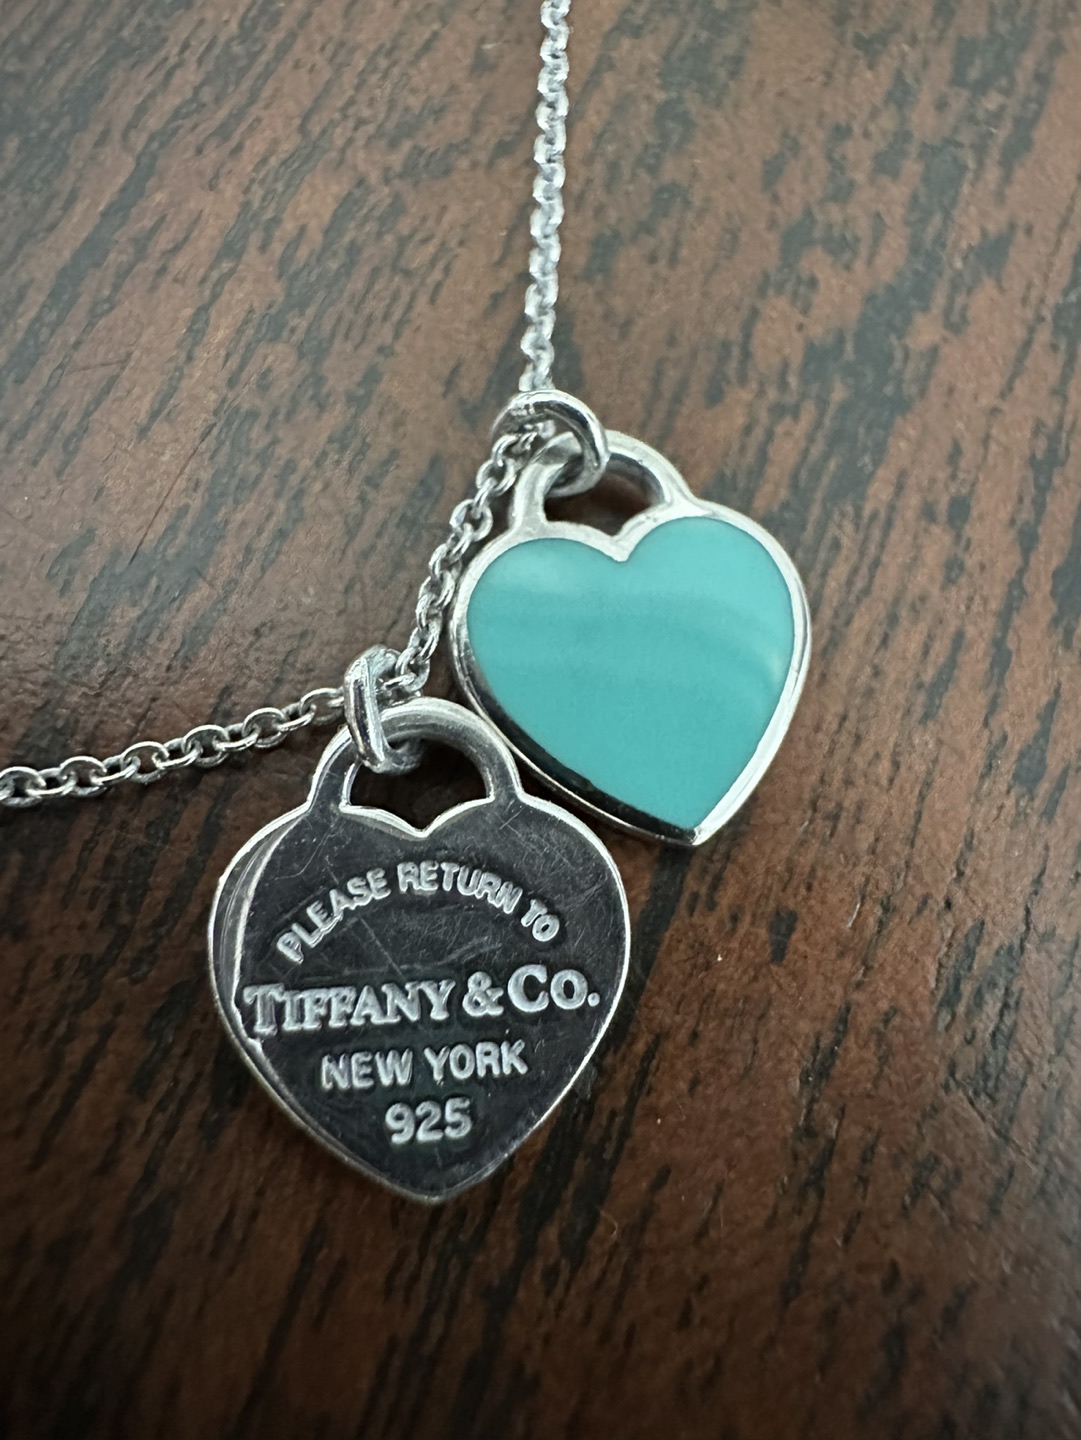 PLEASE RETURN TO
TIFFANY & CO.
NEW YORK
925